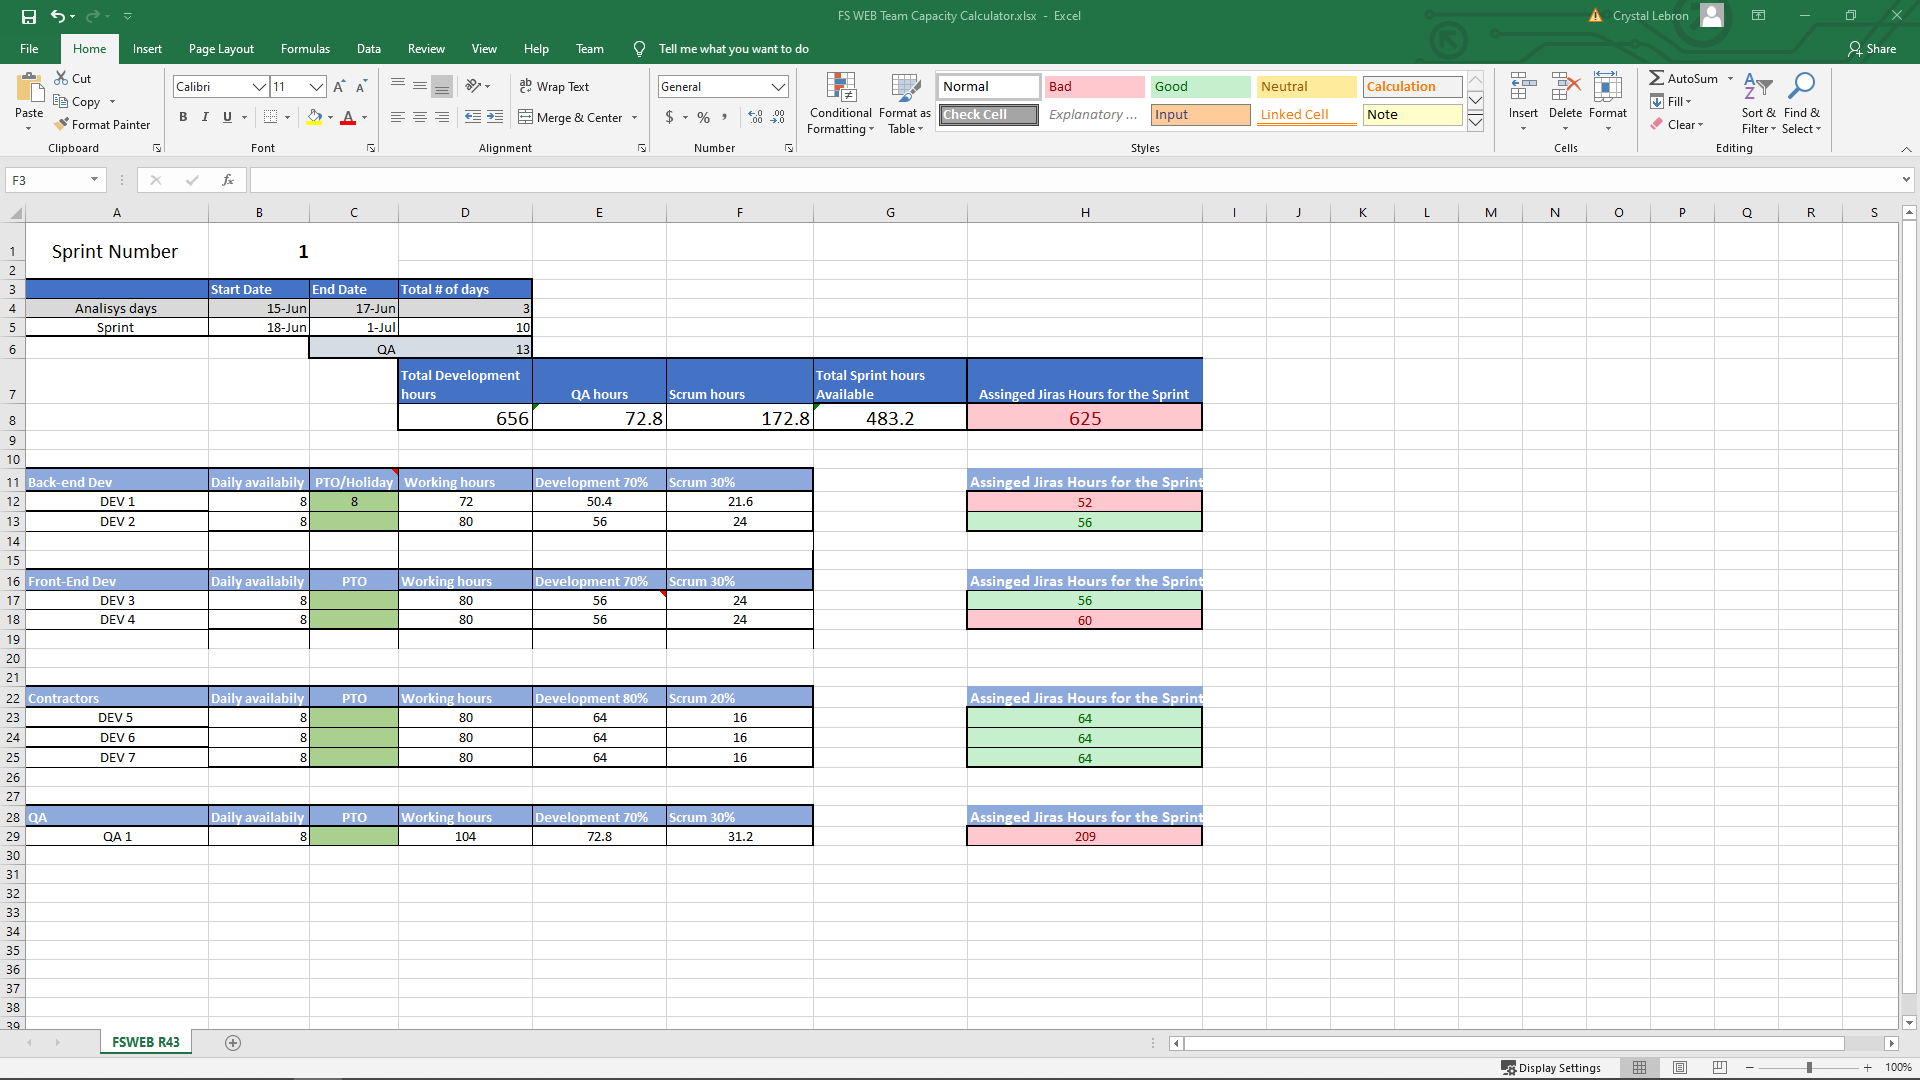 FS WEB Team Capacity Calculator.xlsx - Excel
Crystal Lebron
File Home Insert Page Layout Formulas Data Review View Help Team Tell me what you want to do Share
Paste Cut Copy Format Painter Clipboard
Calibri 11 A A B I U A Font
Wrap Text Merge & Center Alignment
General $ % , .00 .0 Number
Conditional Formatting Format as Table
Normal Bad Good Neutral Calculation
Check Cell Explanatory ... Input Linked Cell Note
Styles
Insert Delete Format Cells
AutoSum Fill Clear Sort & Filter Find & Select Editing
F3 fx
A B C D E F G H I J K L M N O P Q R S
1 Sprint Number 1
2
3 Start Date End Date Total # of days
4 Analisys days 15-Jun 17-Jun 3
5 Sprint 18-Jun 1-Jul 10
6 QA 13
7 Total Development hours QA hours Scrum hours Total Sprint hours Available Assinged Jiras Hours for the Sprint
8 656 72.8 172.8 483.2 625
9
10
11 Back-end Dev Daily availabily PTO/Holiday Working hours Development 70% Scrum 30% Assinged Jiras Hours for the Sprint
12 DEV 1 8 8 72 50.4 21.6 52
13 DEV 2 8 80 56 24 56
14
15
16 Front-End Dev Daily availabily PTO Working hours Development 70% Scrum 30% Assinged Jiras Hours for the Sprint
17 DEV 3 8 80 56 24 56
18 DEV 4 8 80 56 24 60
19
20
21
22 Contractors Daily availabily PTO Working hours Development 80% Scrum 20% Assinged Jiras Hours for the Sprint
23 DEV 5 8 80 64 16 64
24 DEV 6 8 80 64 16 64
25 DEV 7 8 80 64 16 64
26
27
28 QA Daily availabily PTO Working hours Development 70% Scrum 30% Assinged Jiras Hours for the Sprint
29 QA 1 8 104 72.8 31.2 209
30
31
32
33
34
35
36
37
38
39
FSWEB R43
Display Settings 100%